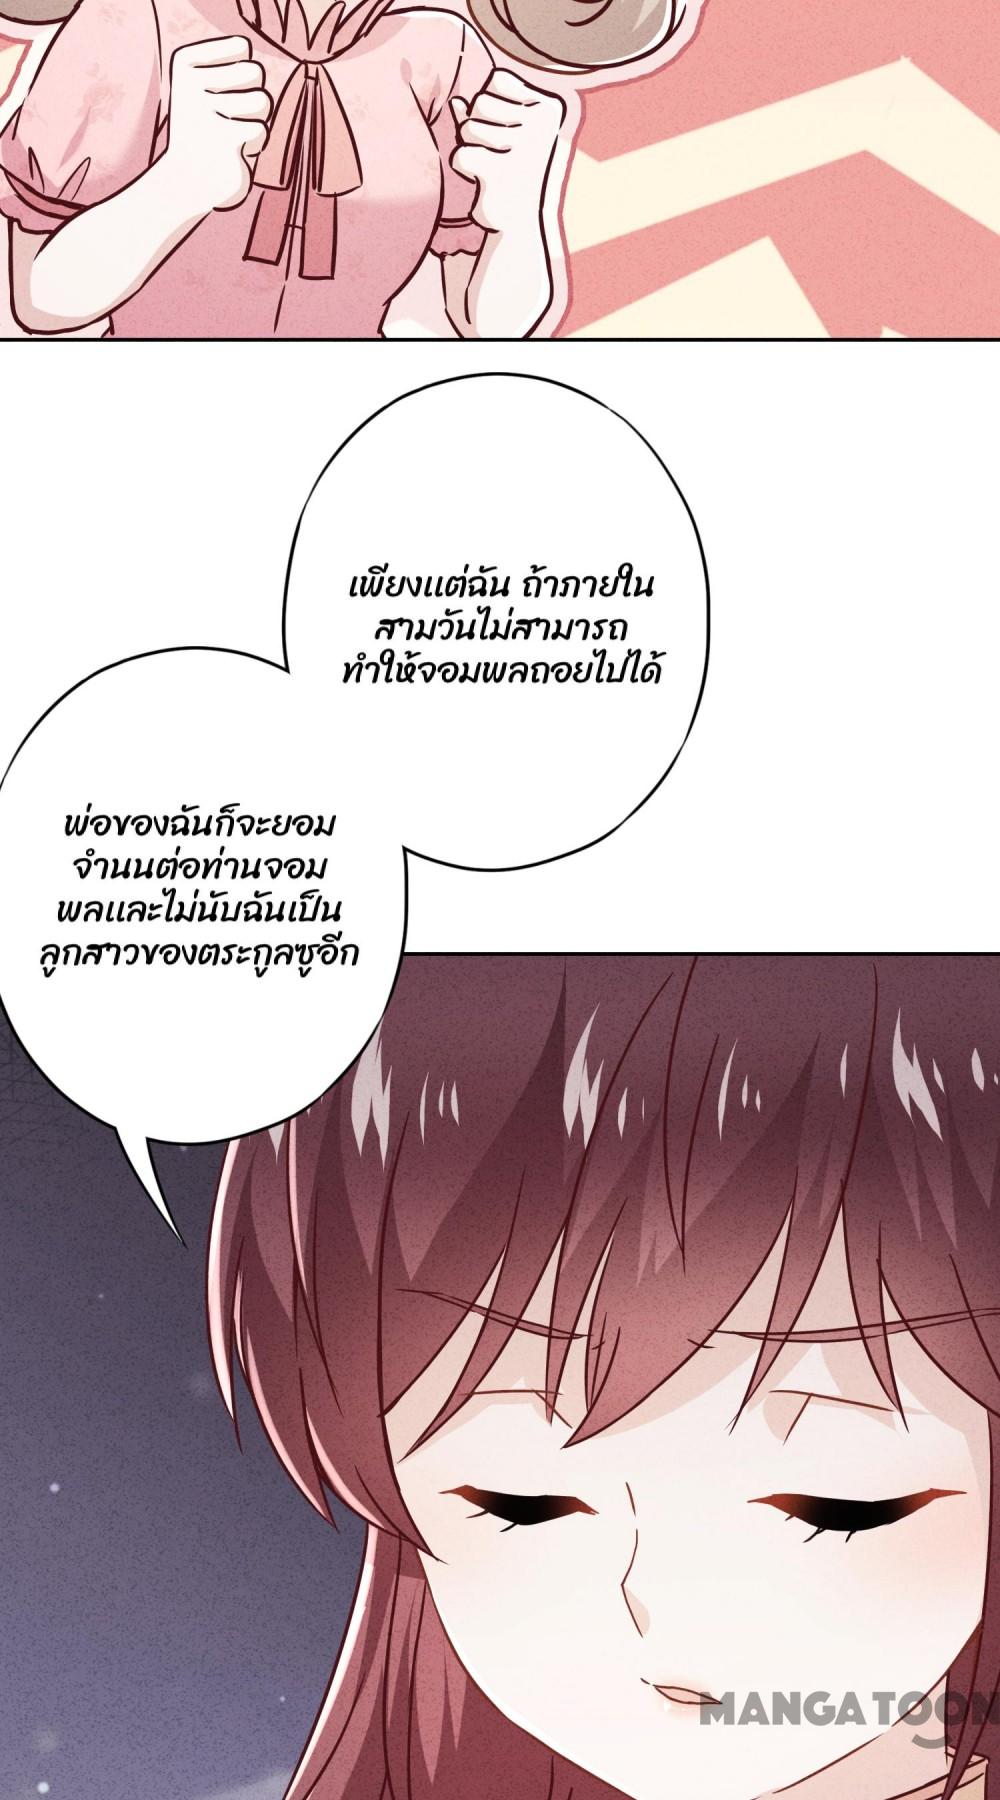 เพียงแต่ฉัน ถ้าภายใน
สามวันไม่สามารถ
ทำให้จอมพลถอยไปได้
พ่อของฉันก็จะยอม
จำนนต่อท่านจอม
พลและไม่นับฉันเป็น
ลูกสาวของตระกูลซูอีก
MANGATOON